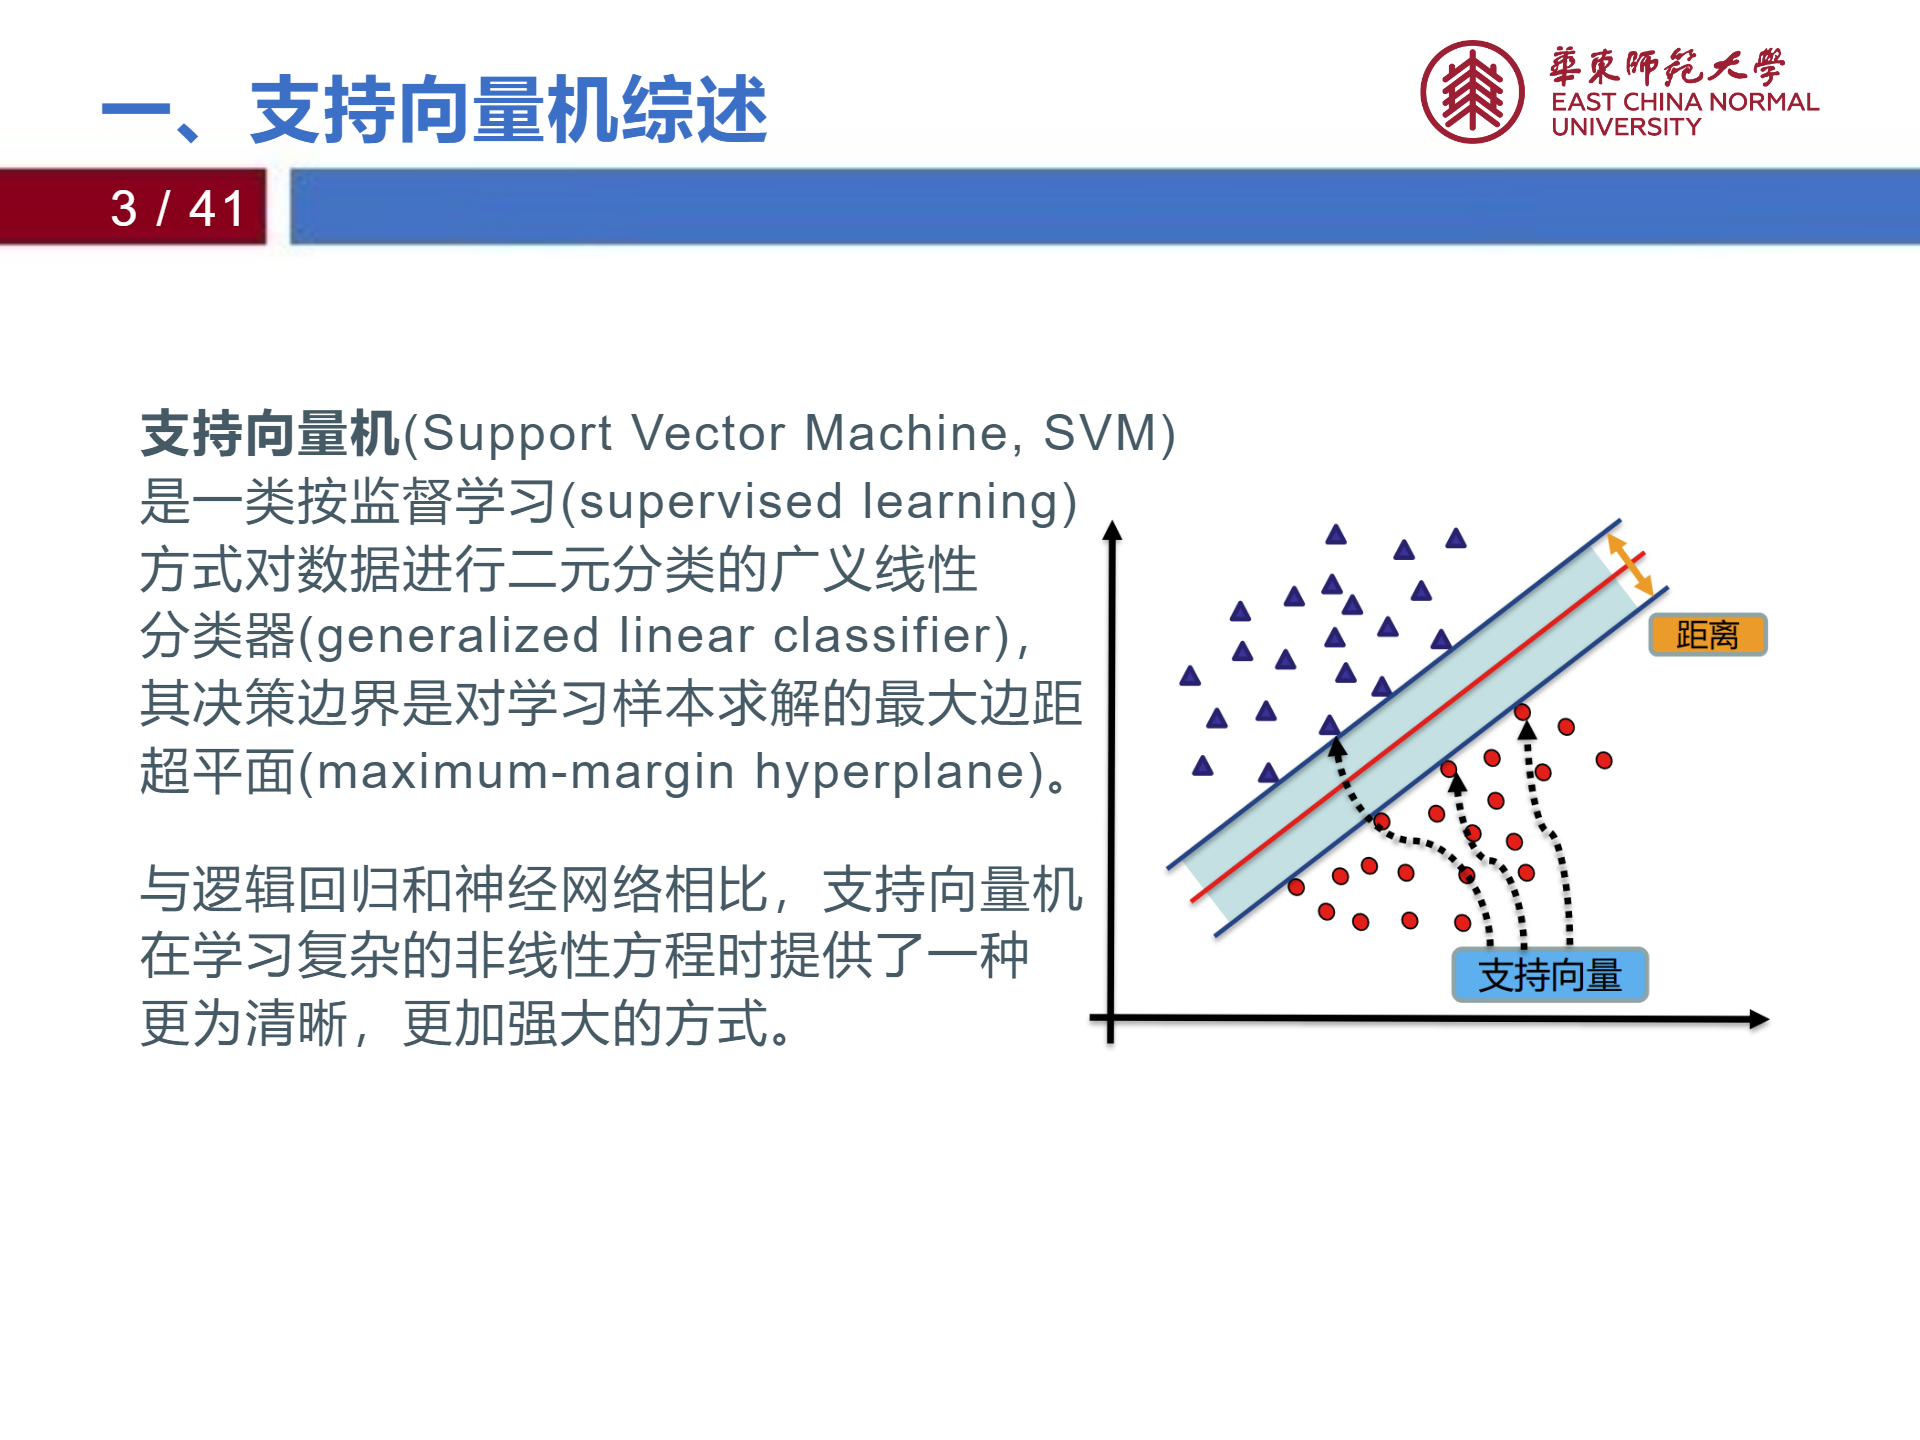 一、支持向量机综述
華東師範大學
EAST CHINA NORMAL
UNIVERSITY
3 / 41
支持向量机(Support Vector Machine, SVM)
是一类按监督学习(supervised learning)
方式对数据进行二元分类的广义线性
分类器(generalized linear classifier)，
其决策边界是对学习样本求解的最大边距
超平面(maximum-margin hyperplane)。
与逻辑回归和神经网络相比，支持向量机
在学习复杂的非线性方程时提供了一种
更为清晰，更加强大的方式。
距离
支持向量